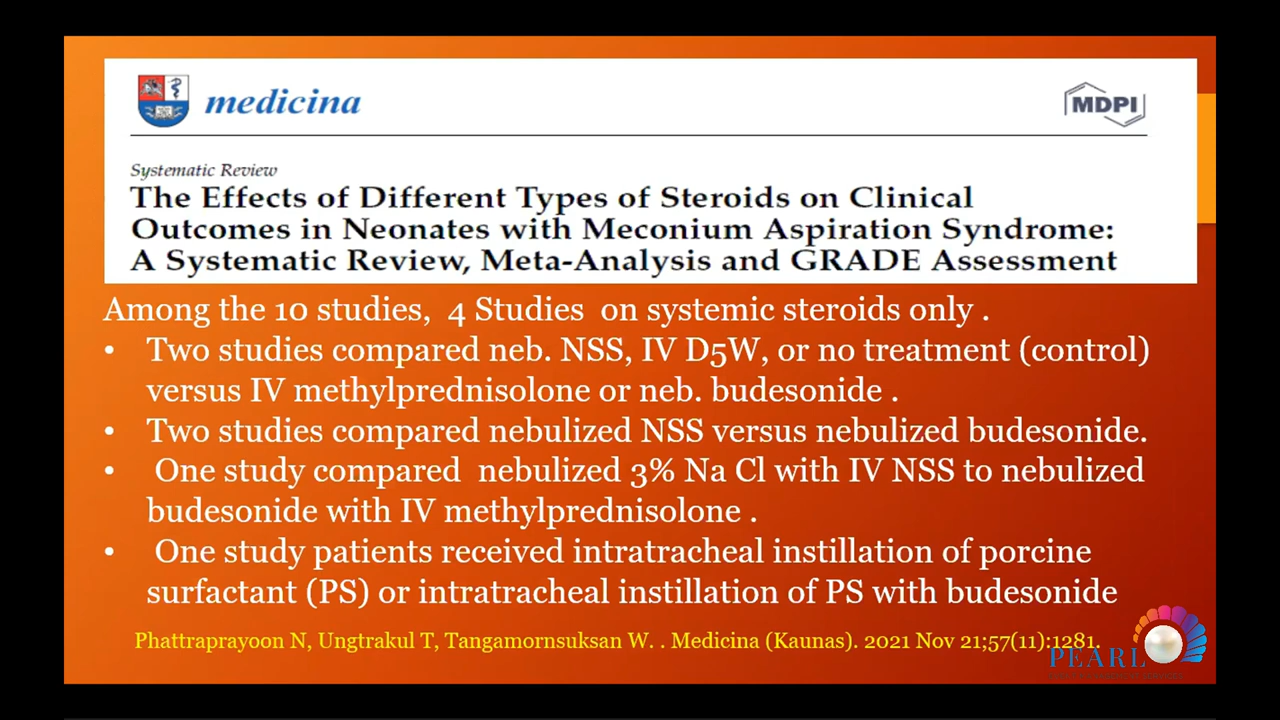 medicina
MDPI
Systematic Review
The Effects of Different Types of Steroids on Clinical
Outcomes in Neonates with Meconium Aspiration Syndrome:
A Systematic Review, Meta-Analysis and GRADE Assessment
Among the 10 studies, 4 Studies on systemic steroids only .
• Two studies compared neb. NSS, IV D5W, or no treatment (control)
versus IV methylprednisolone or neb. budesonide .
• Two studies compared nebulized NSS versus nebulized budesonide.
• One study compared nebulized 3% Na Cl with IV NSS to nebulized
budesonide with IV methylprednisolone .
• One study patients received intratracheal instillation of porcine
surfactant (PS) or intratracheal instillation of PS with budesonide
Phattraprayoon N, Ungtrakul T, Tangamornsuksan W. . Medicina (Kaunas). 2021 Nov 21;57(11):1281.
PEARL